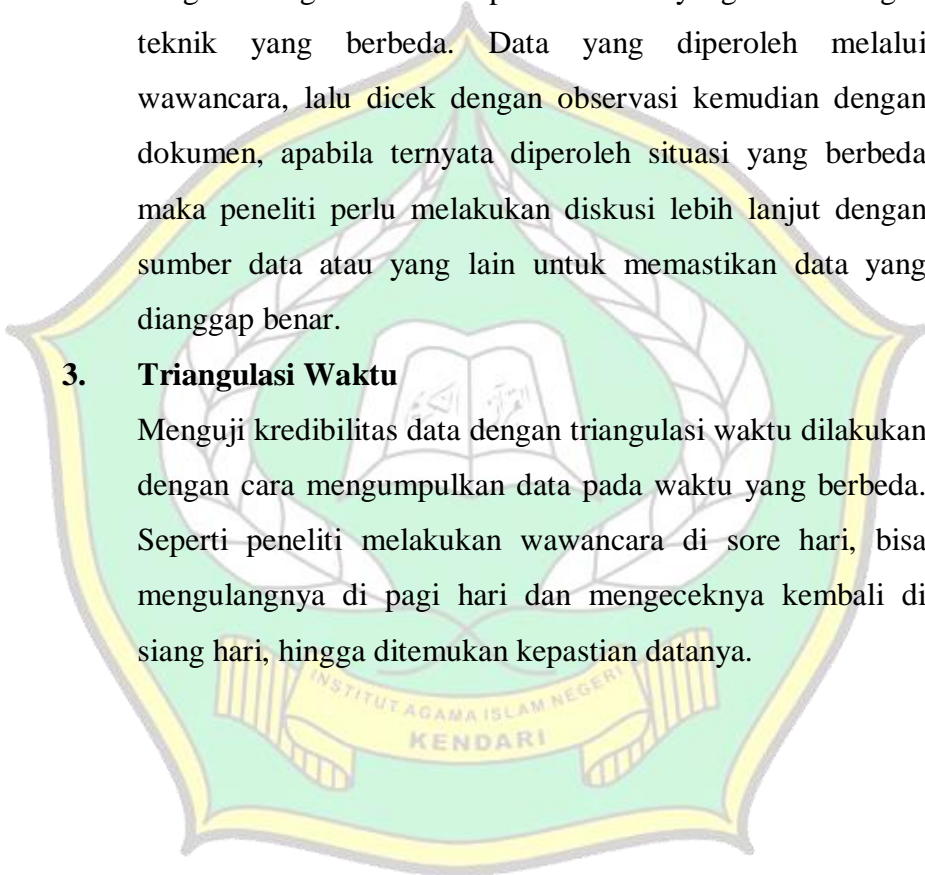 teknik yang berbeda. Data yang diperoleh melalui
wawancara, lalu dicek dengan observasi kemudian dengan
dokumen, apabila ternyata diperoleh situasi yang berbeda
maka peneliti perlu melakukan diskusi lebih lanjut dengan
sumber data atau yang lain untuk memastikan data yang
dianggap benar.
3. Triangulasi Waktu
Menguji kredibilitas data dengan triangulasi waktu dilakukan
dengan cara mengumpulkan data pada waktu yang berbeda.
Seperti peneliti melakukan wawancara di sore hari, bisa
mengulangnya di pagi hari dan mengeceknya kembali di
siang hari, hingga ditemukan kepastian datanya.
INSTITUT AGAMA ISLAM NEGERI
KENDARI